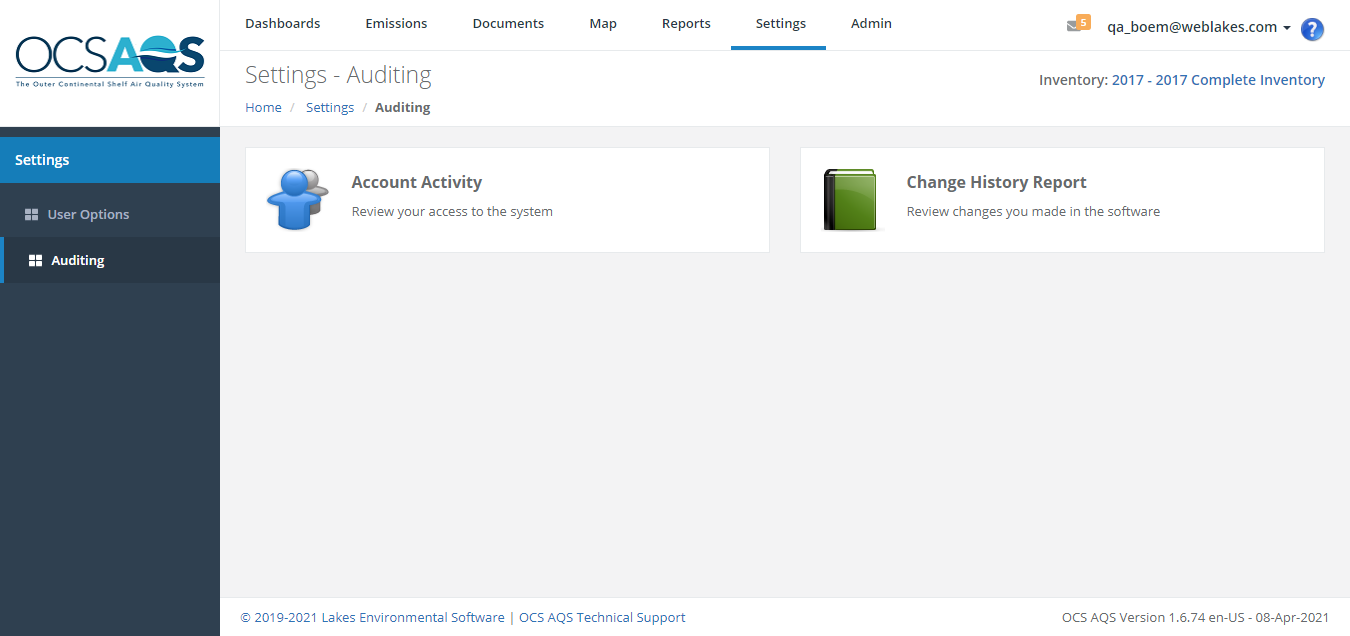 OCSAQS
The Outer Continental Shelf Air Quality System
Dashboards Emissions Documents Map Reports Settings Admin
5 qa_boem@weblakes.com ?
Settings - Auditing
Inventory: 2017 - 2017 Complete Inventory
Home / Settings / Auditing
Settings
User Options
Auditing
Account Activity
Review your access to the system
Change History Report
Review changes you made in the software
© 2019-2021 Lakes Environmental Software | OCS AQS Technical Support
OCS AQS Version 1.6.74 en-US - 08-Apr-2021